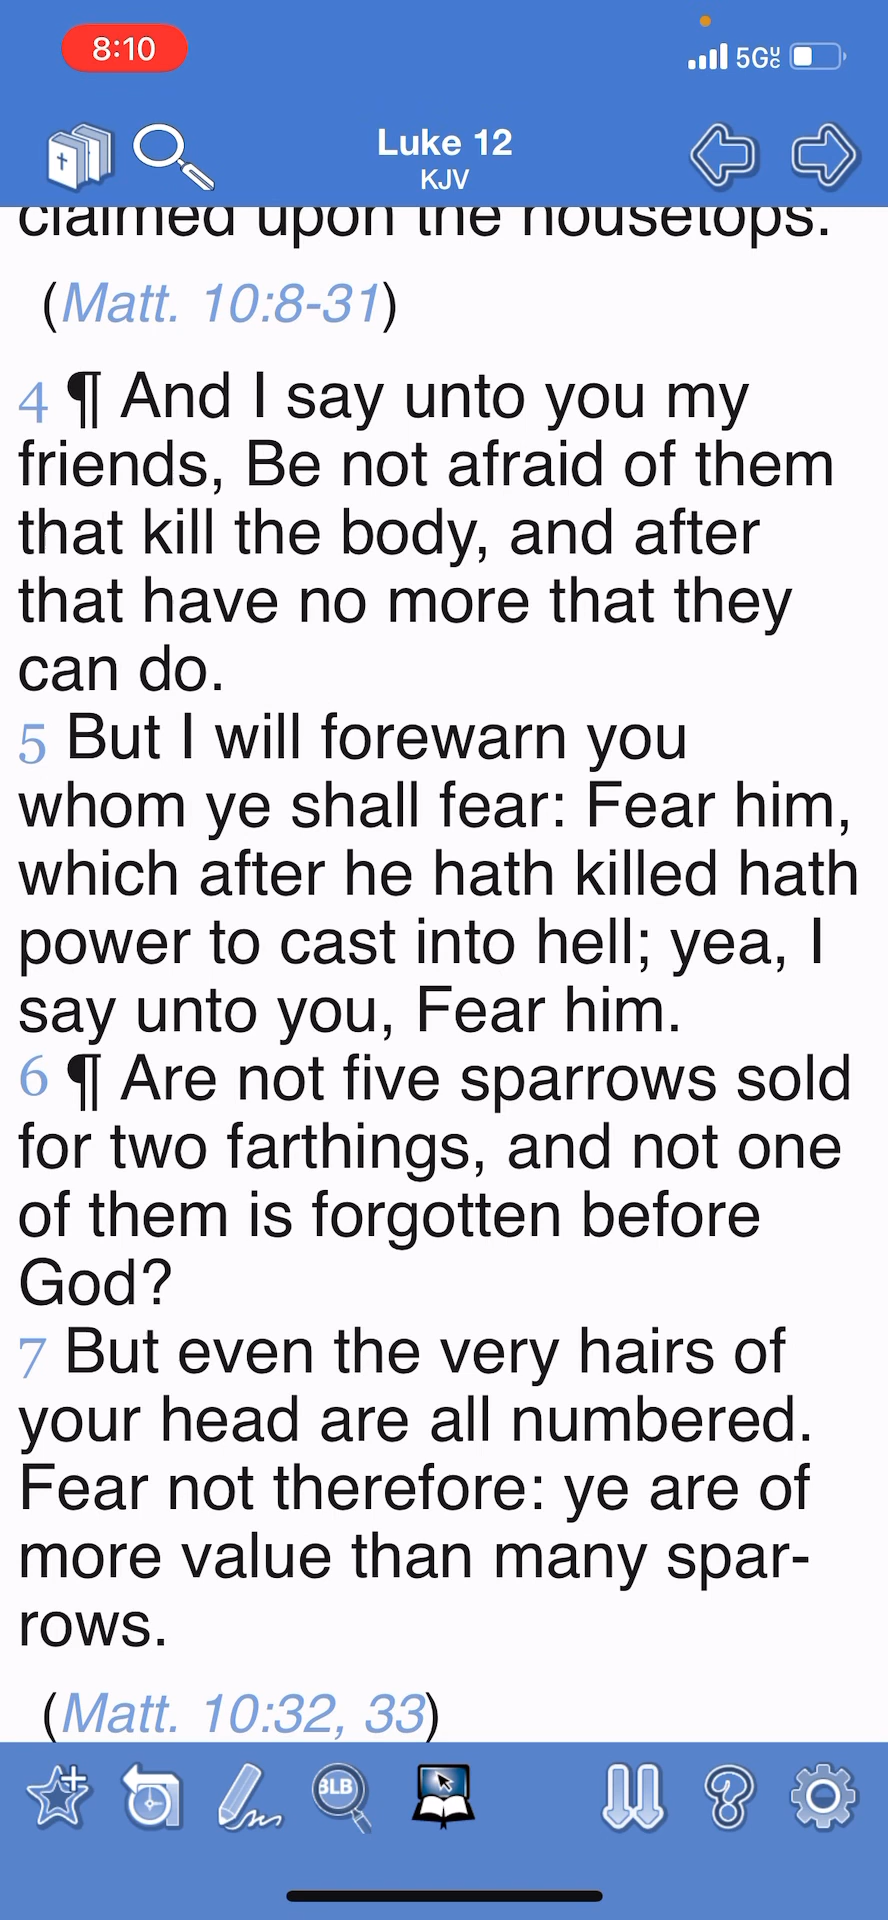 8:10
5G
Luke 12
KJV
claimed upon the housetops.
(Matt. 10:8-31)
4 ¶ And I say unto you my
friends, Be not afraid of them
that kill the body, and after
that have no more that they
can do.
5 But I will forewarn you
whom ye shall fear: Fear him,
which after he hath killed hath
power to cast into hell; yea, I
say unto you, Fear him.
6 ¶ Are not five sparrows sold
for two farthings, and not one
of them is forgotten before
God?
7 But even the very hairs of
your head are all numbered.
Fear not therefore: ye are of
more value than many spar-
rows.
(Matt. 10:32, 33)
BLB